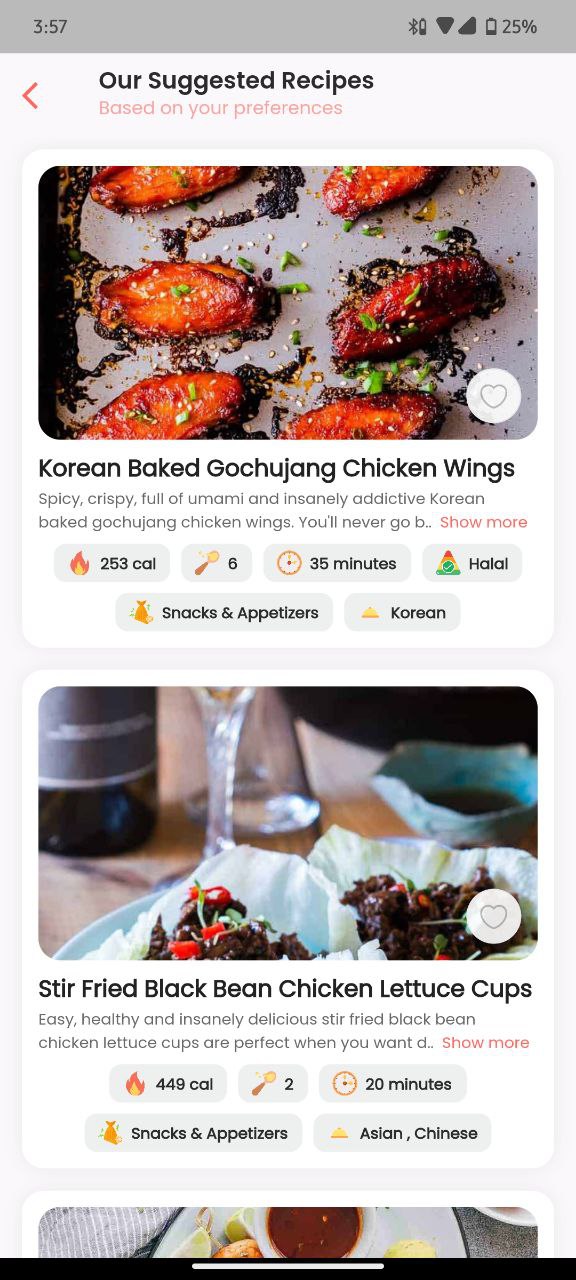 3:57
25%
Our Suggested Recipes
Based on your preferences
Korean Baked Gochujang Chicken Wings
Spicy, crispy, full of umami and insanely addictive Korean
baked gochujang chicken wings. You'll never go b.. Show more
253 cal
6
35 minutes
Halal
Snacks & Appetizers
Korean
Stir Fried Black Bean Chicken Lettuce Cups
Easy, healthy and insanely delicious stir fried black bean
chicken lettuce cups are perfect when you want d.. Show more
449 cal
2
20 minutes
Snacks & Appetizers
Asian , Chinese